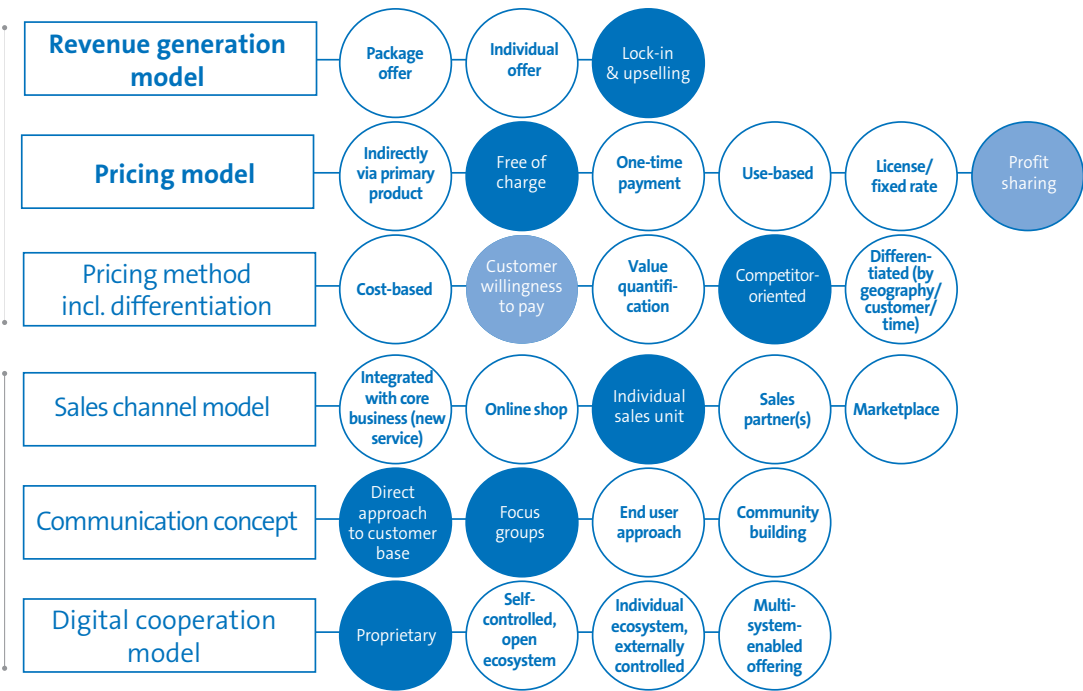 Revenue generation
model
Package
offer
Individual
offer
Lock-in
& upselling
Pricing model
Indirectly
via primary
product
Free of
charge
One-time
payment
Use-based
License/
fixed rate
Profit
sharing
Pricing method
incl. differentiation
Cost-based
Customer
willingness
to pay
Value
quantifi-
cation
Competitor-
oriented
Differen-
tiated (by
geography/
customer/
time)
Sales channel model
Integrated
with core
business (new
service)
Online shop
Individual
sales unit
Sales
partner(s)
Marketplace
Communication concept
Direct
approach
to customer
base
Focus
groups
End user
approach
Community
building
Digital cooperation
model
Proprietary
Self-
controlled,
open
ecosystem
Individual
ecosystem,
externally
controlled
Multi-
system-
enabled
offering